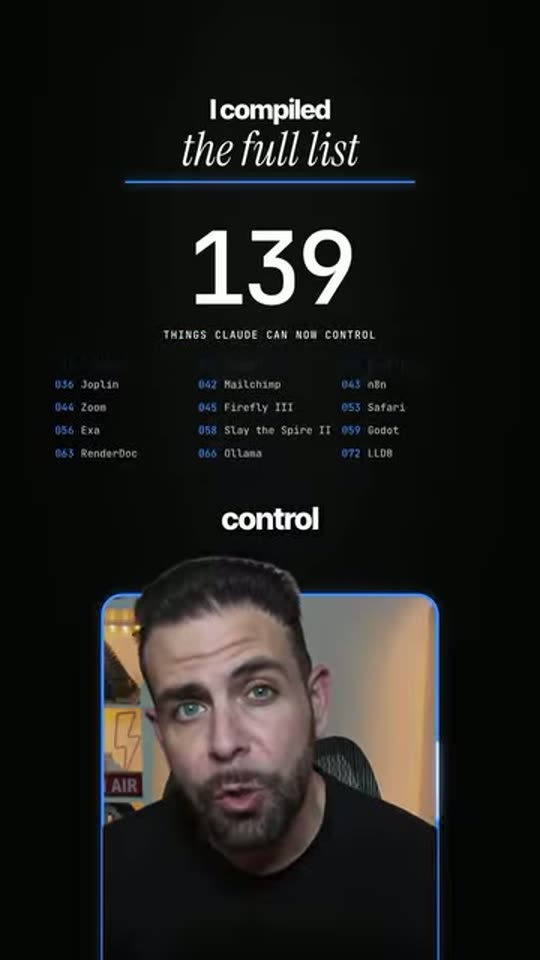 I compiled
the full list
139
THINGS CLAUDE CAN NOW CONTROL
036 Joplin 042 Mailchimp 043 n8n
044 Zoom 045 Firefly III 053 Safari
056 Exa 058 Slay the Spire II 059 Godot
063 RenderDoc 066 Ollama 072 LLDB
control
AIR